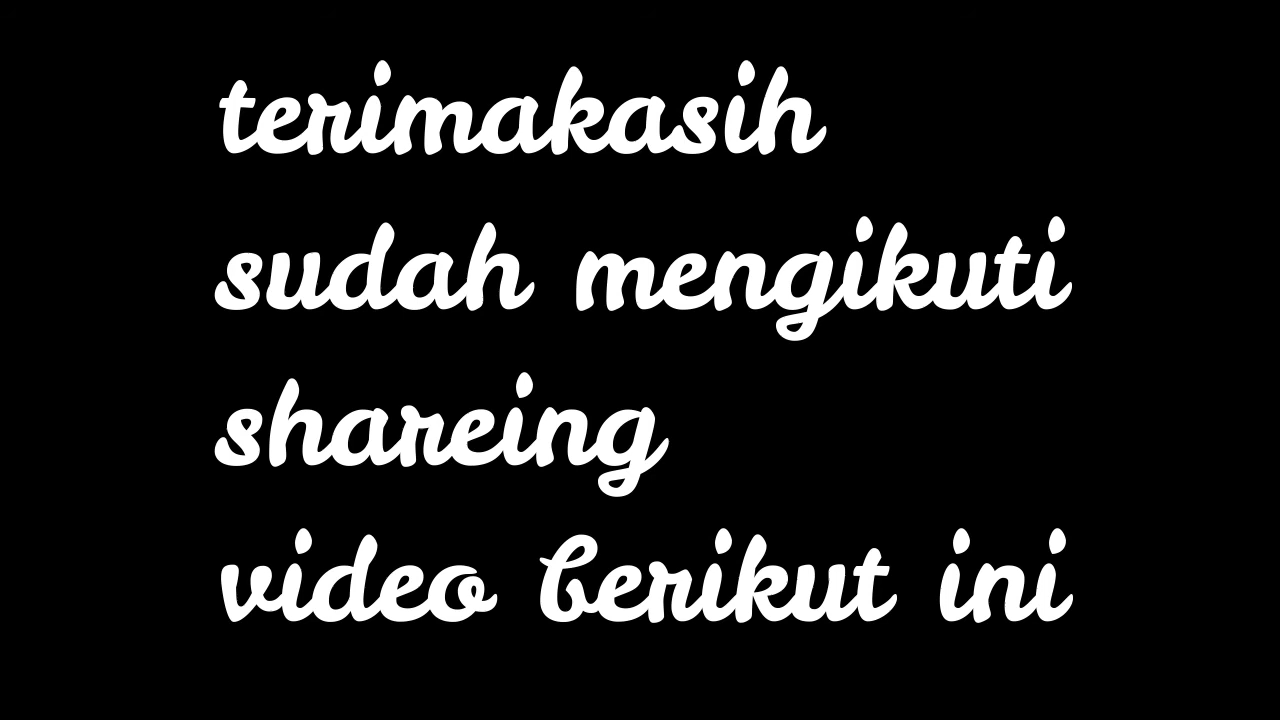 terimakasih
sudah mengikuti
shareing
video berikut ini